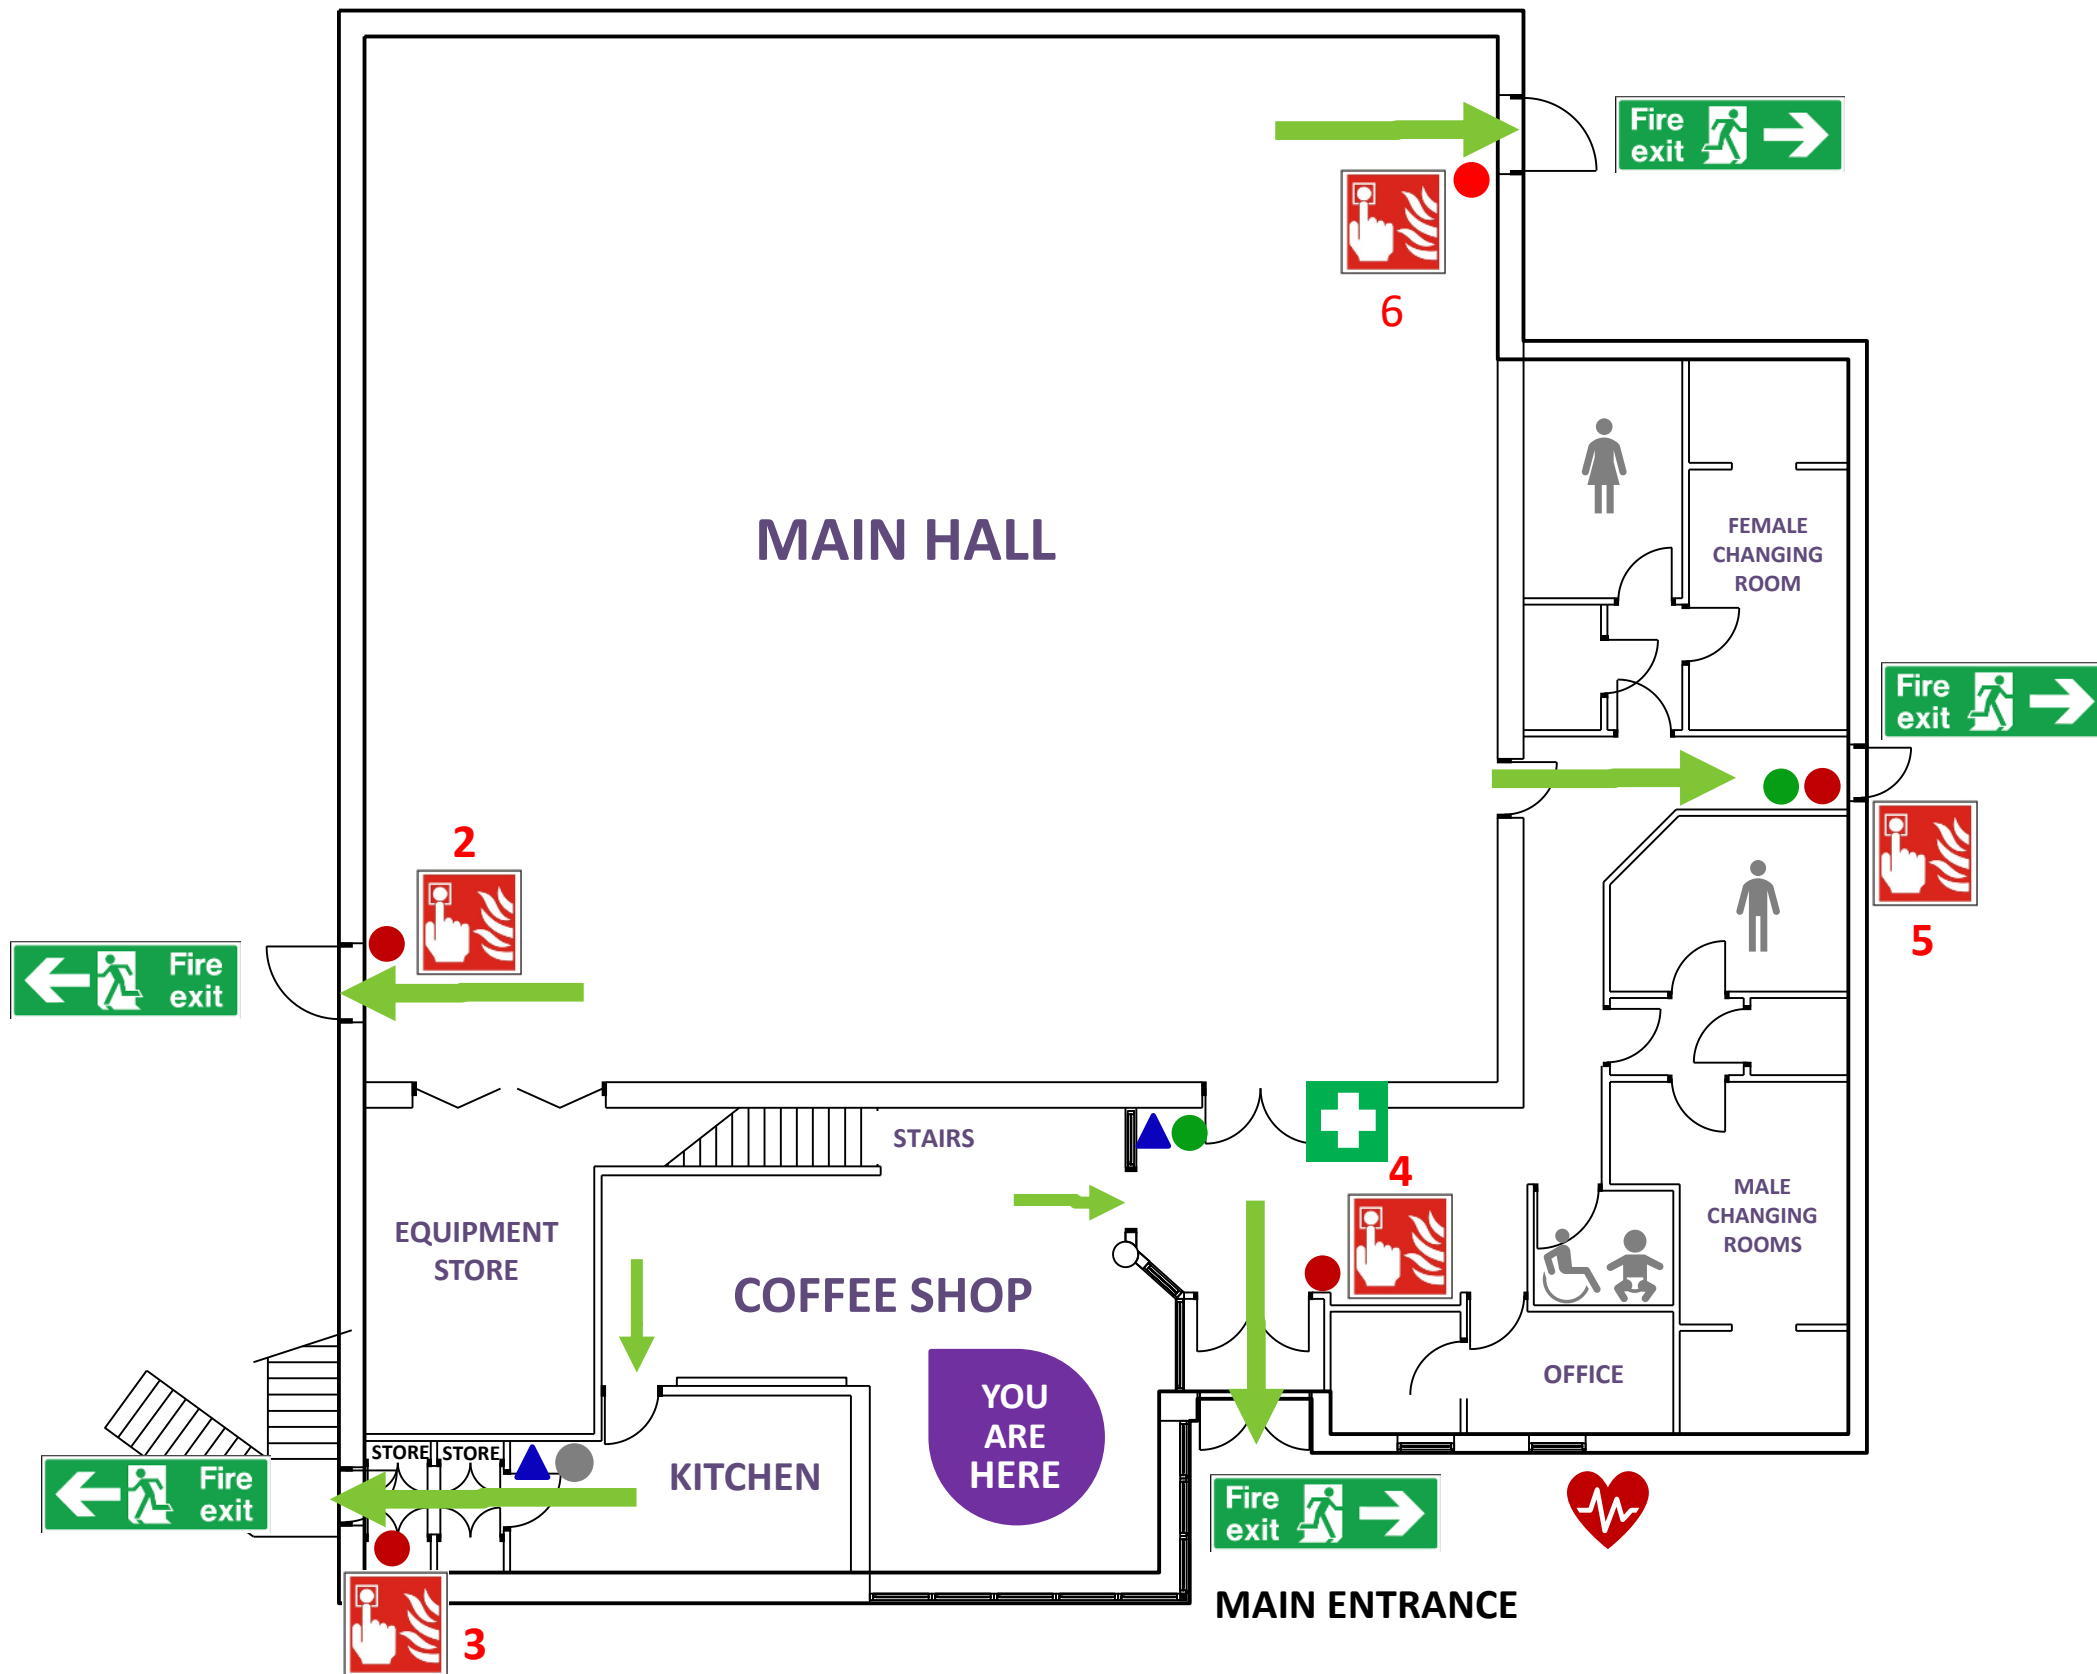 Fire
exit
6
MAIN HALL
FEMALE
CHANGING
ROOM
Fire
exit
2
5
Fire
exit
STAIRS
4
MALE
CHANGING
ROOMS
EQUIPMENT
STORE
COFFEE SHOP
OFFICE
YOU
ARE
HERE
STORE
STORE
KITCHEN
Fire
exit
Fire
exit
MAIN ENTRANCE
3